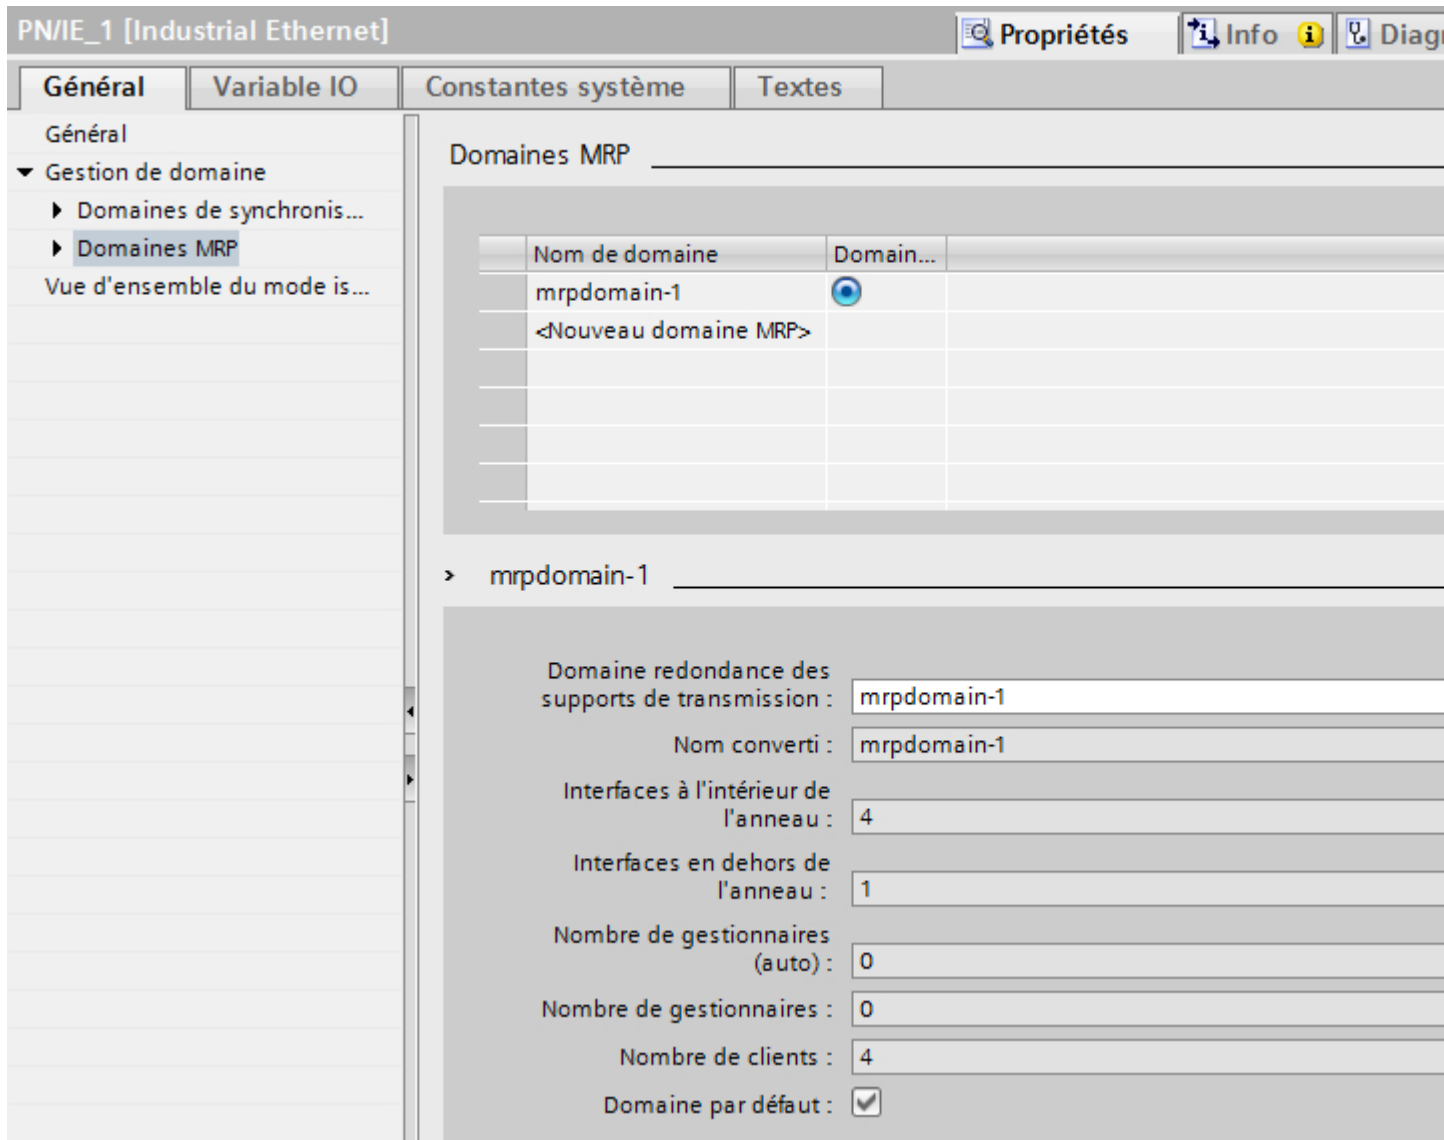 PN/IE_1 [Industrial Ethernet]
Propriétés
Info
Diagr
Général
Variable IO
Constantes système
Textes
Général
Gestion de domaine
Domaines de synchronis...
Domaines MRP
Vue d'ensemble du mode is...
Domaines MRP
Nom de domaine
Domain...
mrpdomain-1
<Nouveau domaine MRP>
mrpdomain-1
Domaine redondance des
supports de transmission :
mrpdomain-1
Nom converti :
mrpdomain-1
Interfaces à l'intérieur de
l'anneau :
4
Interfaces en dehors de
l'anneau :
1
Nombre de gestionnaires
(auto) :
0
Nombre de gestionnaires :
0
Nombre de clients :
4
Domaine par défaut :